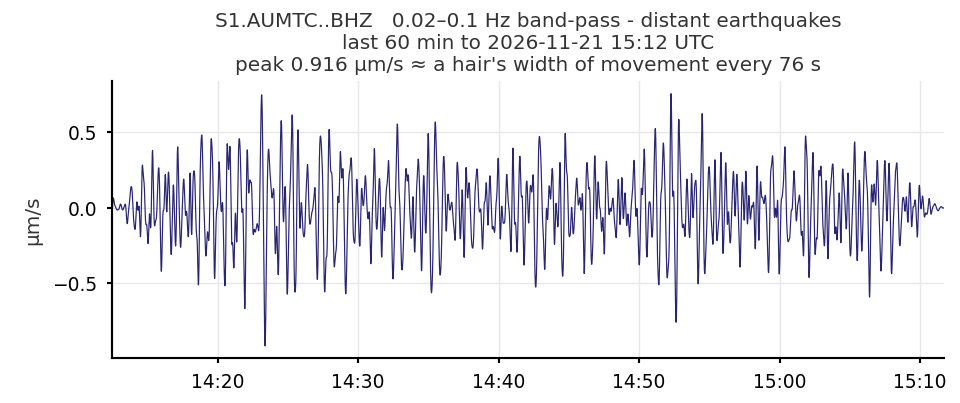 S1.AUMTC..BHZ   0.02–0.1 Hz band-pass - distant earthquakes
last 60 min to 2026-11-21 15:12 UTC
peak 0.916 µm/s ≈ a hair's width of movement every 76 s
µm/s
0.5
0.0
−0.5
14:20 14:30 14:40 14:50 15:00 15:10